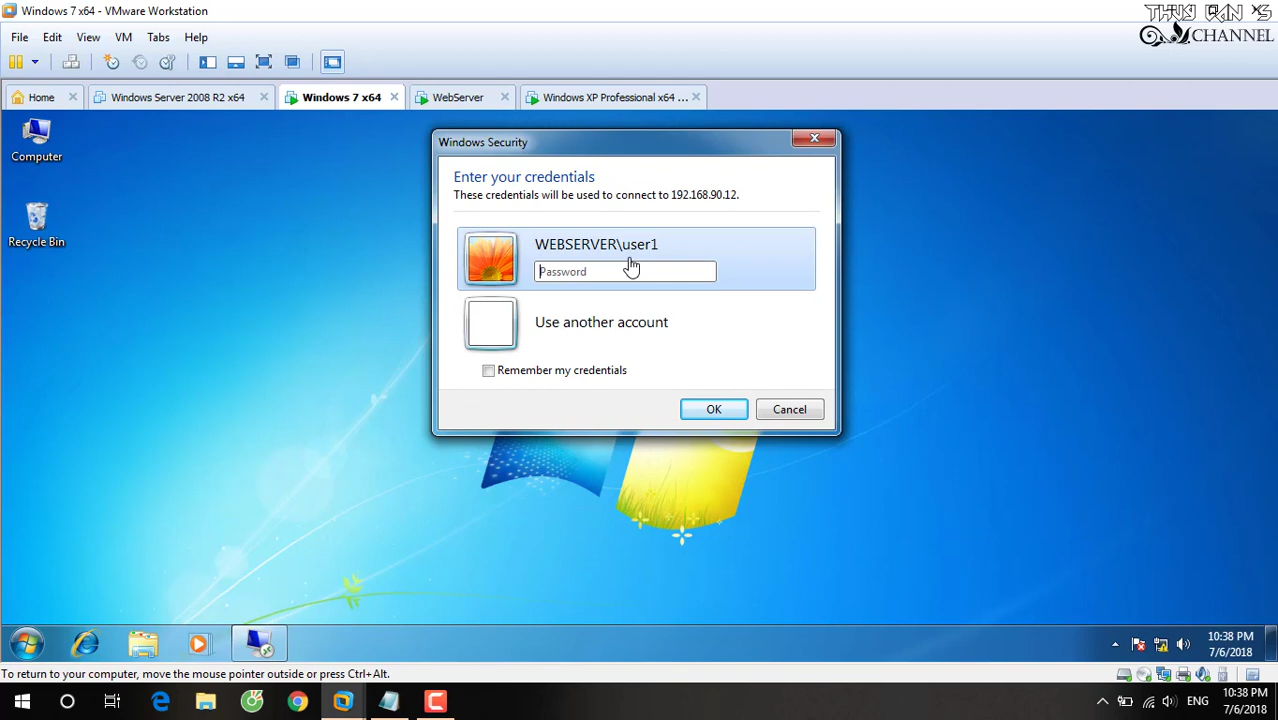 Windows 7 x64 - VMware Workstation
THUY VAN'S
CHANNEL
File Edit View VM Tabs Help
Home Windows Server 2008 R2 x64 Windows 7 x64 WebServer Windows XP Professional x64 ...
Computer
Recycle Bin
Windows Security
Enter your credentials
These credentials will be used to connect to 192.168.90.12.
WEBSERVER\user1
Password
Use another account
Remember my credentials
OK Cancel
10:38 PM
7/6/2018
To return to your computer, move the mouse pointer outside or press Ctrl+Alt.
ENG
10:38 PM
7/6/2018